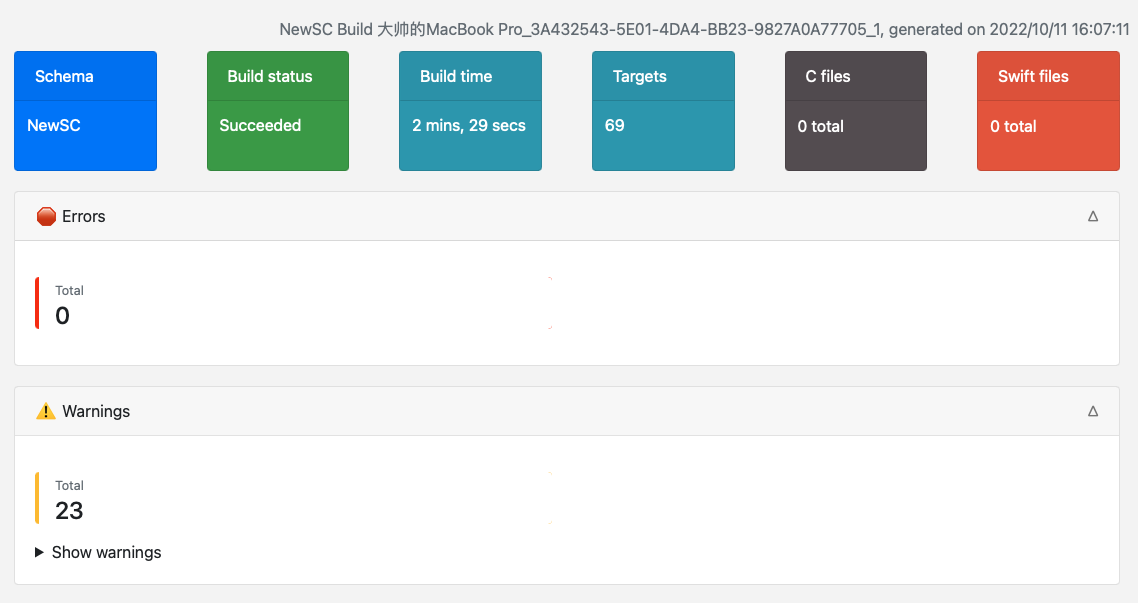 NewSC Build 大帅的MacBook Pro_3A432543-5E01-4DA4-BB23-9827A0A77705_1, generated on 2022/10/11 16:07:11
Schema
NewSC
Build status
Succeeded
Build time
2 mins, 29 secs
Targets
69
C files
0 total
Swift files
0 total
Errors
Total
0
Warnings
Total
23
Show warnings